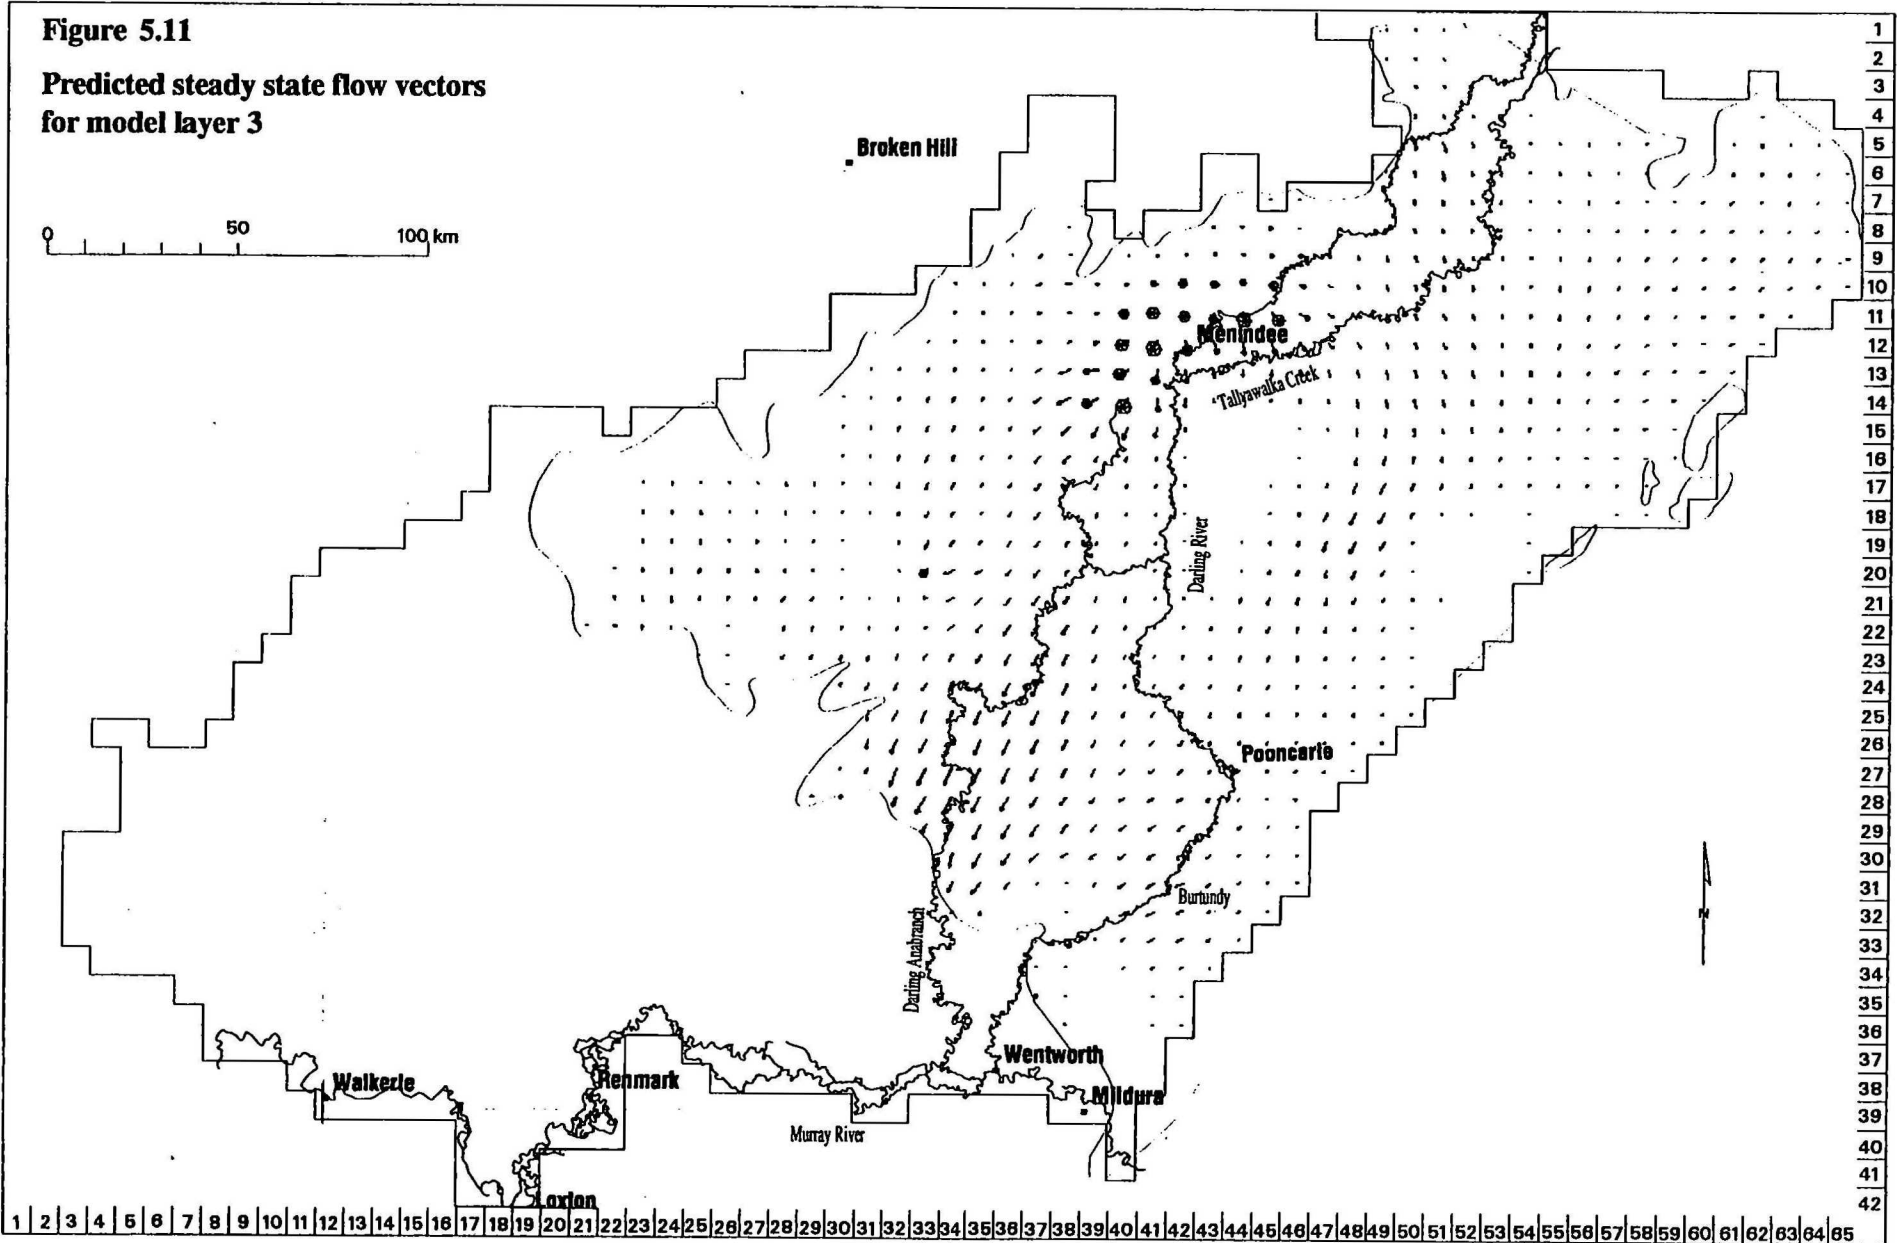 Figure 5.11
Predicted steady state flow vectors
for model layer 3
Broken Hill
0 50 100 km
Menindee
'Tallyawalka Creek
Darling River
Pooncarie
Burtundy
Darling Anabranch
Wentworth
Mildura
Walkerie
Renmark
Murray River
Loxton
N
1
2
3
4
5
6
7
8
9
10
11
12
13
14
15
16
17
18
19
20
21
22
23
24
25
26
27
28
29
30
31
32
33
34
35
36
37
38
39
40
41
42
1 2 3 4 5 6 7 8 9 10 11 12 13 14 15 16 17 18 19 20 21 22 23 24 25 26 27 28 29 30 31 32 33 34 35 36 37 38 39 40 41 42 43 44 45 46 47 48 49 50 51 52 53 54 55 56 57 58 59 60 61 62 63 64 65